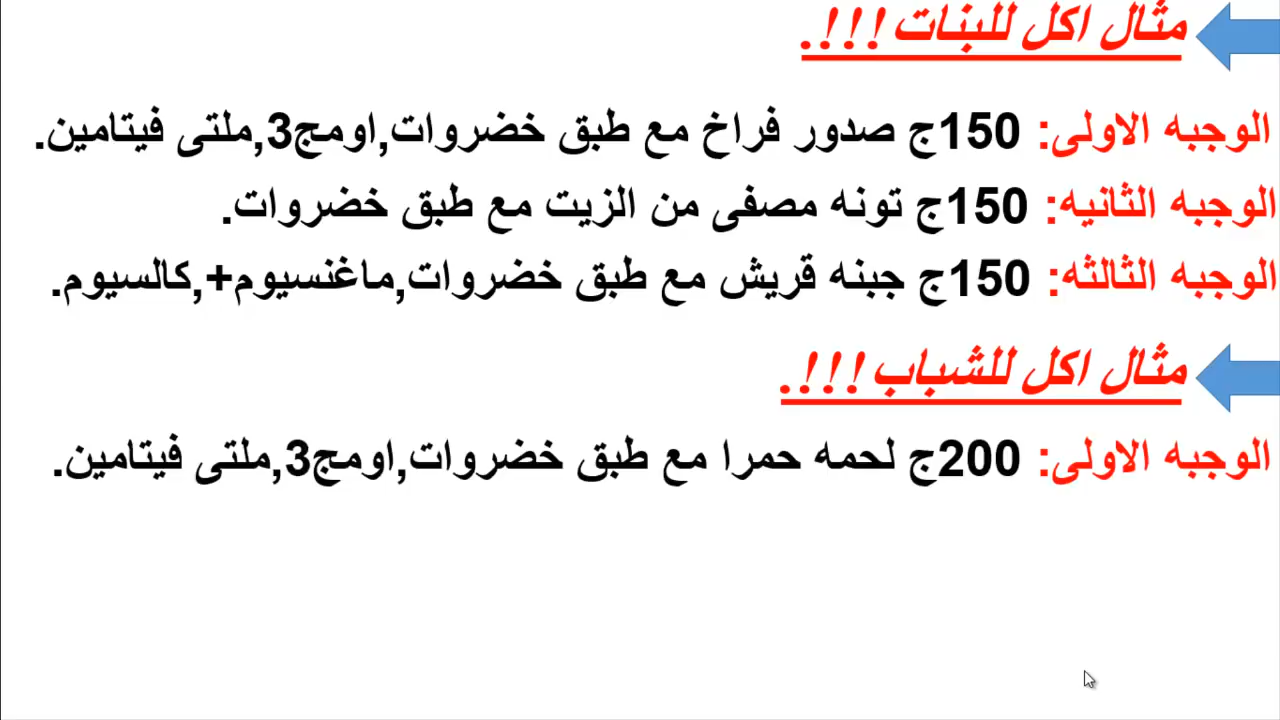 مثال اكل للبنات !!!.
الوجبه الاولى: 150ج صدور فراخ مع طبق خضروات,اومج3,ملتى فيتامين.
الوجبه الثانيه: 150ج تونه مصفى من الزيت مع طبق خضروات.
الوجبه الثالثه: 150ج جبنه قريش مع طبق خضروات,ماغنسيوم+,كالسيوم.
مثال اكل للشباب !!!.
الوجبه الاولى: 200ج لحمه حمرا مع طبق خضروات,اومج3,ملتى فيتامين.